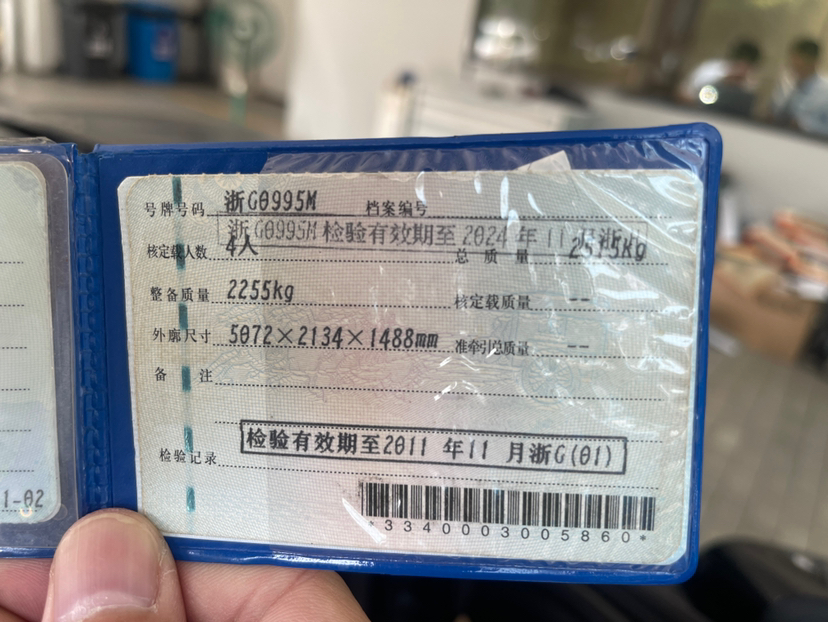 号牌号码 浙G0995M 档案编号
浙G0995M检验有效期至2024年11月浙
核定载人数 4人 总质量 2515kg
整备质量 2255kg 核定载质量 --
外廓尺寸 5072×2134×1488mm 准牵引总质量 --
备注
检验有效期至2011年11月浙G(01)
检验记录
*3340003005860*
1-02